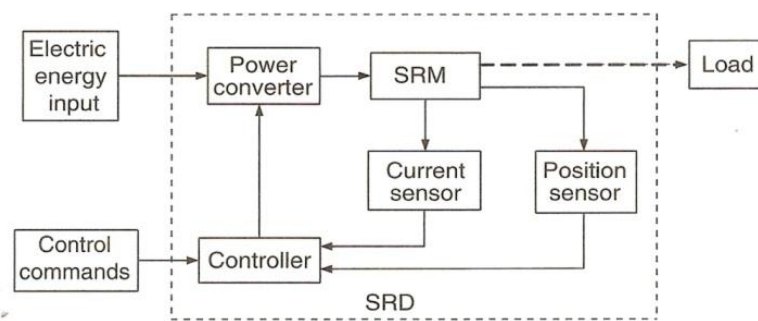 Electric
energy
input
Power
converter
SRM
Load
Current
sensor
Position
sensor
Control
commands
Controller
SRD